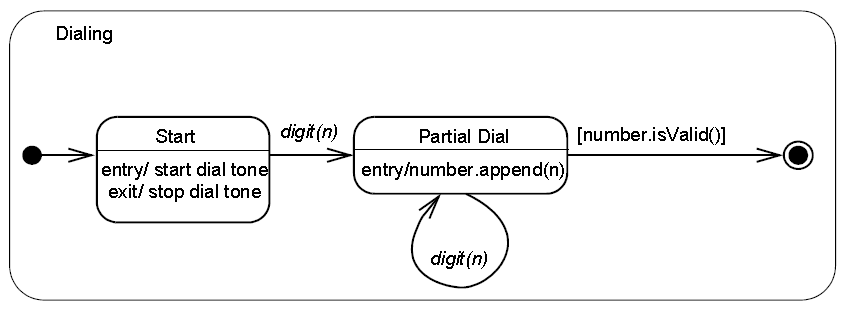 Dialing
Start
entry/ start dial tone
exit/ stop dial tone
digit(n)
Partial Dial
entry/number.append(n)
[number.isValid()]
digit(n)